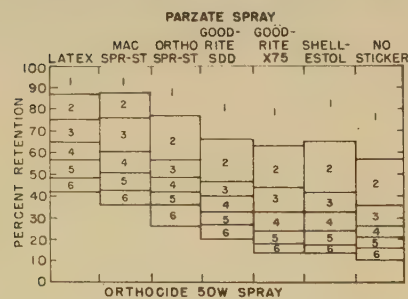 PARZATE SPRAY
LATEX
MAC SPR-ST
ORTHO SPR-ST
GOOD-RITE SDD
GOOD-RITE X75
SHELL-ESTOL
NO STICKER
PERCENT RETENTION
100
90
80
70
60
50
40
30
20
10
0
1 2 3 4 5 6
1 2 3 4 5 6
1 2 3 4 5 6
1 2 3 4 5 6
1 2 3 4 5 6
1 2 3 4 5 6
1 2 3 4 5 6
ORTHOCIDE 50W SPRAY